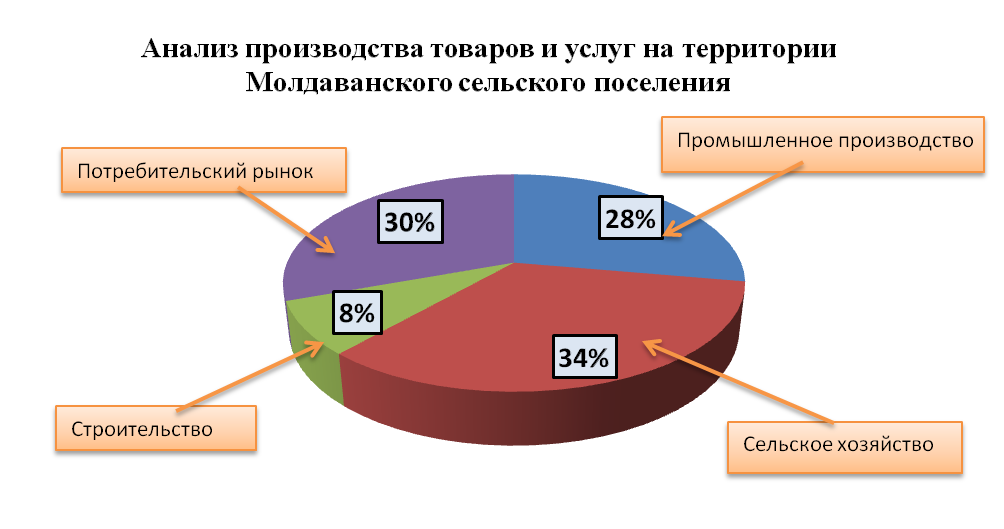 Анализ производства товаров и услуг на территории
Молдаванского сельского поселения
Промышленное производство
Потребительский рынок
30%
28%
8%
34%
Строительство
Сельское хозяйство